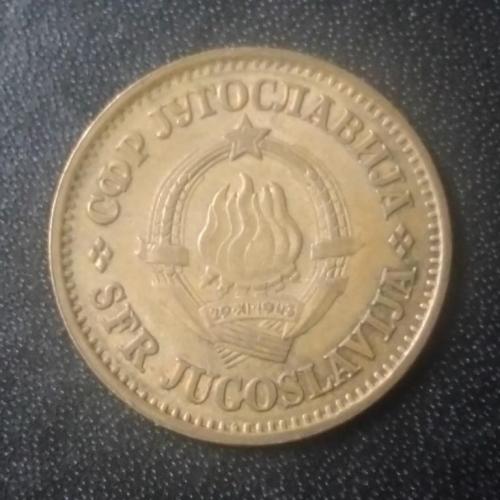 СФР ЈУГОСЛАВИЈА
29·XI·1943
SFR JUGOSLAVIJA